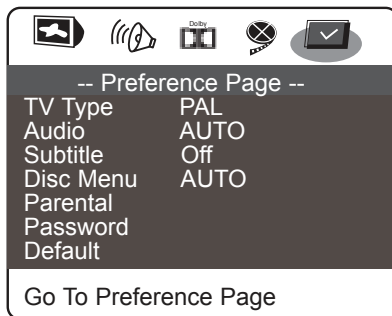 Dolby
-- Preference Page --
TV Type PAL
Audio AUTO
Subtitle Off
Disc Menu AUTO
Parental
Password
Default
Go To Preference Page